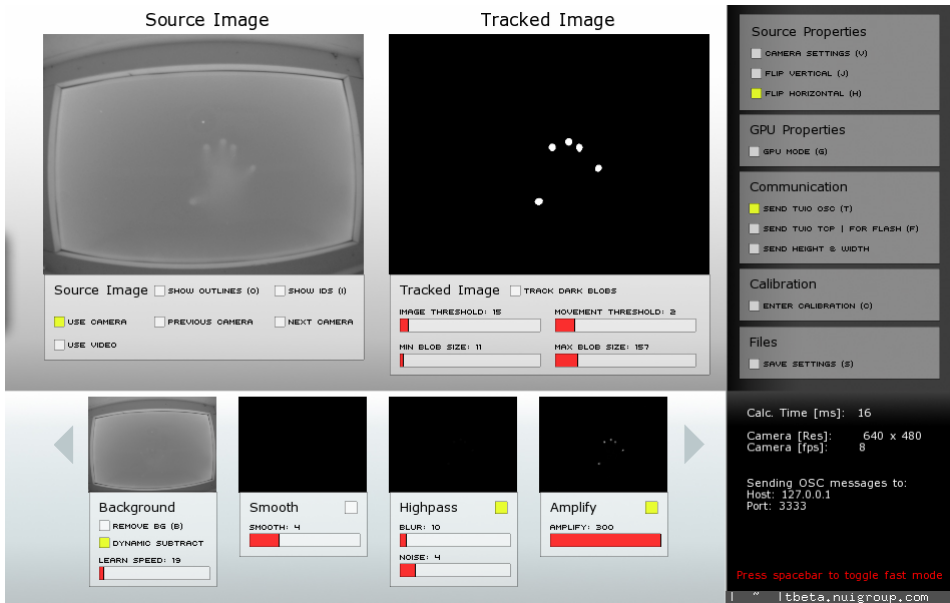 Source Image
Tracked Image
Source Image
SHOW OUTLINES (O)
SHOW IDS (I)
USE CAMERA
PREVIOUS CAMERA
NEXT CAMERA
USE VIDEO
Tracked Image
TRACK DARK BLOBS
IMAGE THRESHOLD: 15
MOVEMENT THRESHOLD: 2
MIN BLOB SIZE: 11
MAX BLOB SIZE: 157
Source Properties
CAMERA SETTINGS (V)
FLIP VERTICAL (J)
FLIP HORIZONTAL (H)
GPU Properties
GPU MODE (G)
Communication
SEND TUIO OSC (T)
SEND TUIO TCP | FOR FLASH (F)
SEND HEIGHT & WIDTH
Calibration
ENTER CALIBRATION (C)
Files
SAVE SETTINGS (S)
Background
REMOVE BG (B)
DYNAMIC SUBTRACT
LEARN SPEED: 19
Smooth
SMOOTH: 4
Highpass
BLUR: 10
NOISE: 4
Amplify
AMPLIFY: 300
Calc. Time [ms]: 16
Camera [Res]: 640 x 480
Camera [fps]: 8
Sending OSC messages to:
Host: 127.0.0.1
Port: 3333
Press spacebar to toggle fast mode
| ~ |tbeta.nuigroup.com